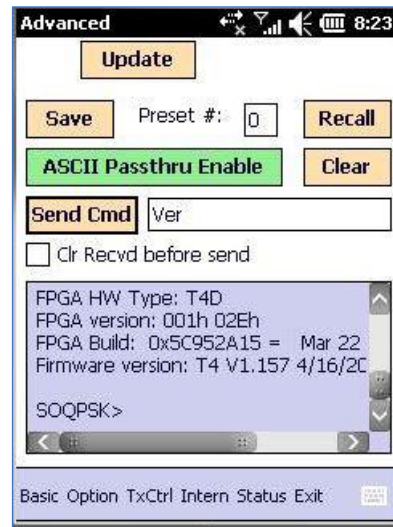 Advanced 8:23
Update
Save Preset #: 0 Recall
ASCII Passthru Enable Clear
Send Cmd Ver
Clr Recvd before send
FPGA HW Type: T4D
FPGA version: 001h 02Eh
FPGA Build: 0x5C952A15 = Mar 22
Firmware version: T4 V1.157 4/16/20
SOQPSK>
Basic Option TxCtrl Intern Status Exit